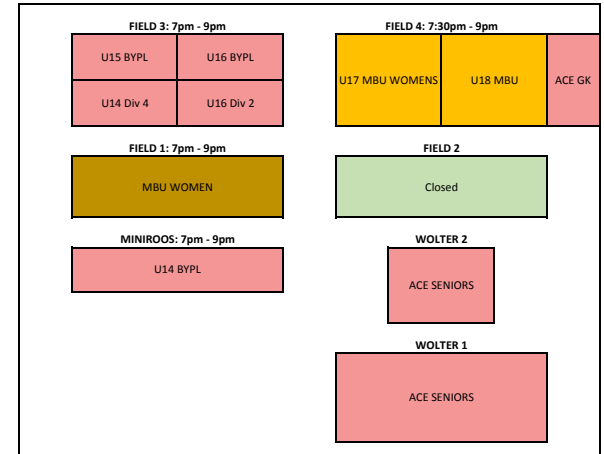 FIELD 3: 7pm - 9pm
U15 BYPL
U16 BYPL
U14 Div 4
U16 Div 2
FIELD 4: 7:30pm - 9pm
U17 MBU WOMENS
U18 MBU
ACE GK
FIELD 1: 7pm - 9pm
MBU WOMEN
FIELD 2
Closed
MINIROOS: 7pm - 9pm
U14 BYPL
WOLTER 2
ACE SENIORS
WOLTER 1
ACE SENIORS